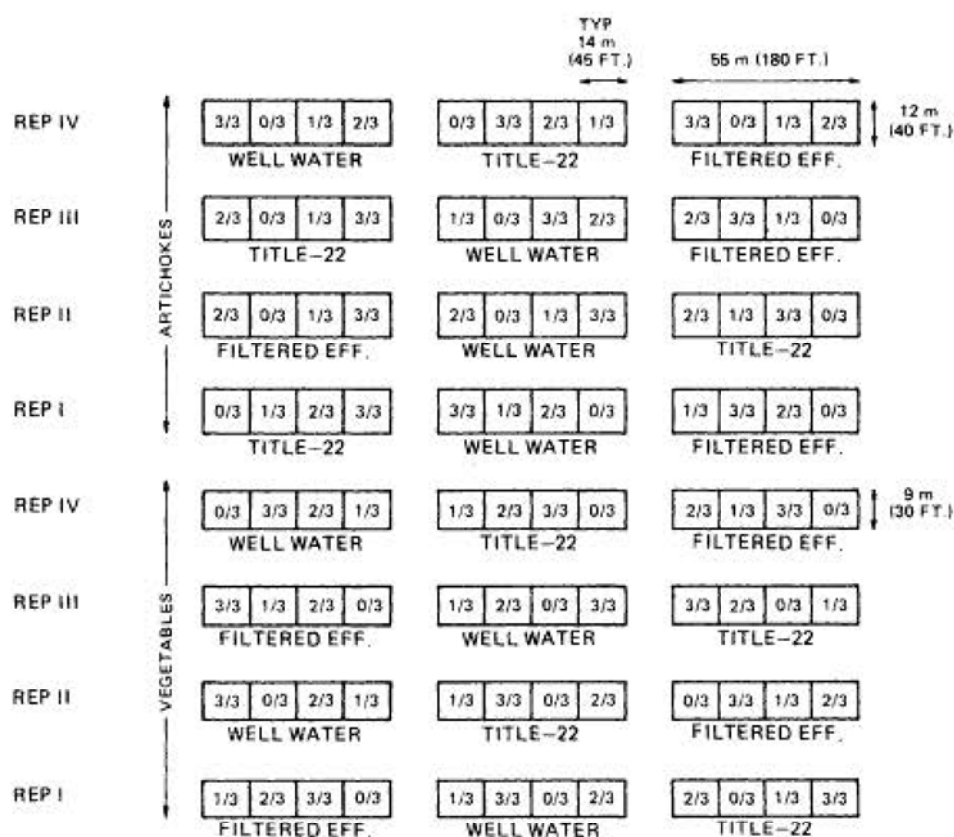 TYP
14 m
(45 FT.)
55 m (180 FT.)
REP IV
3/3 0/3 1/3 2/3
0/3 3/3 2/3 1/3
3/3 0/3 1/3 2/3
12 m
(40 FT.)
WELL WATER
TITLE-22
FILTERED EFF.
REP III
2/3 0/3 1/3 3/3
1/3 0/3 3/3 2/3
2/3 3/3 1/3 0/3
TITLE-22
WELL WATER
FILTERED EFF.
ARTICHOKES
REP II
2/3 0/3 1/3 3/3
2/3 0/3 1/3 3/3
2/3 1/3 3/3 0/3
FILTERED EFF.
WELL WATER
TITLE-22
REP I
0/3 1/3 2/3 3/3
3/3 1/3 2/3 0/3
1/3 3/3 2/3 0/3
TITLE-22
WELL WATER
FILTERED EFF.
REP IV
0/3 3/3 2/3 1/3
1/3 2/3 3/3 0/3
2/3 1/3 3/3 0/3
9 m
(30 FT.)
WELL WATER
TITLE-22
FILTERED EFF.
REP III
3/3 1/3 2/3 0/3
1/3 2/3 0/3 3/3
3/3 2/3 0/3 1/3
FILTERED EFF.
WELL WATER
TITLE-22
VEGETABLES
REP II
3/3 0/3 2/3 1/3
1/3 3/3 0/3 2/3
0/3 3/3 1/3 2/3
WELL WATER
TITLE-22
FILTERED EFF.
REP I
1/3 2/3 3/3 0/3
1/3 3/3 0/3 2/3
2/3 0/3 1/3 3/3
FILTERED EFF.
WELL WATER
TITLE-22